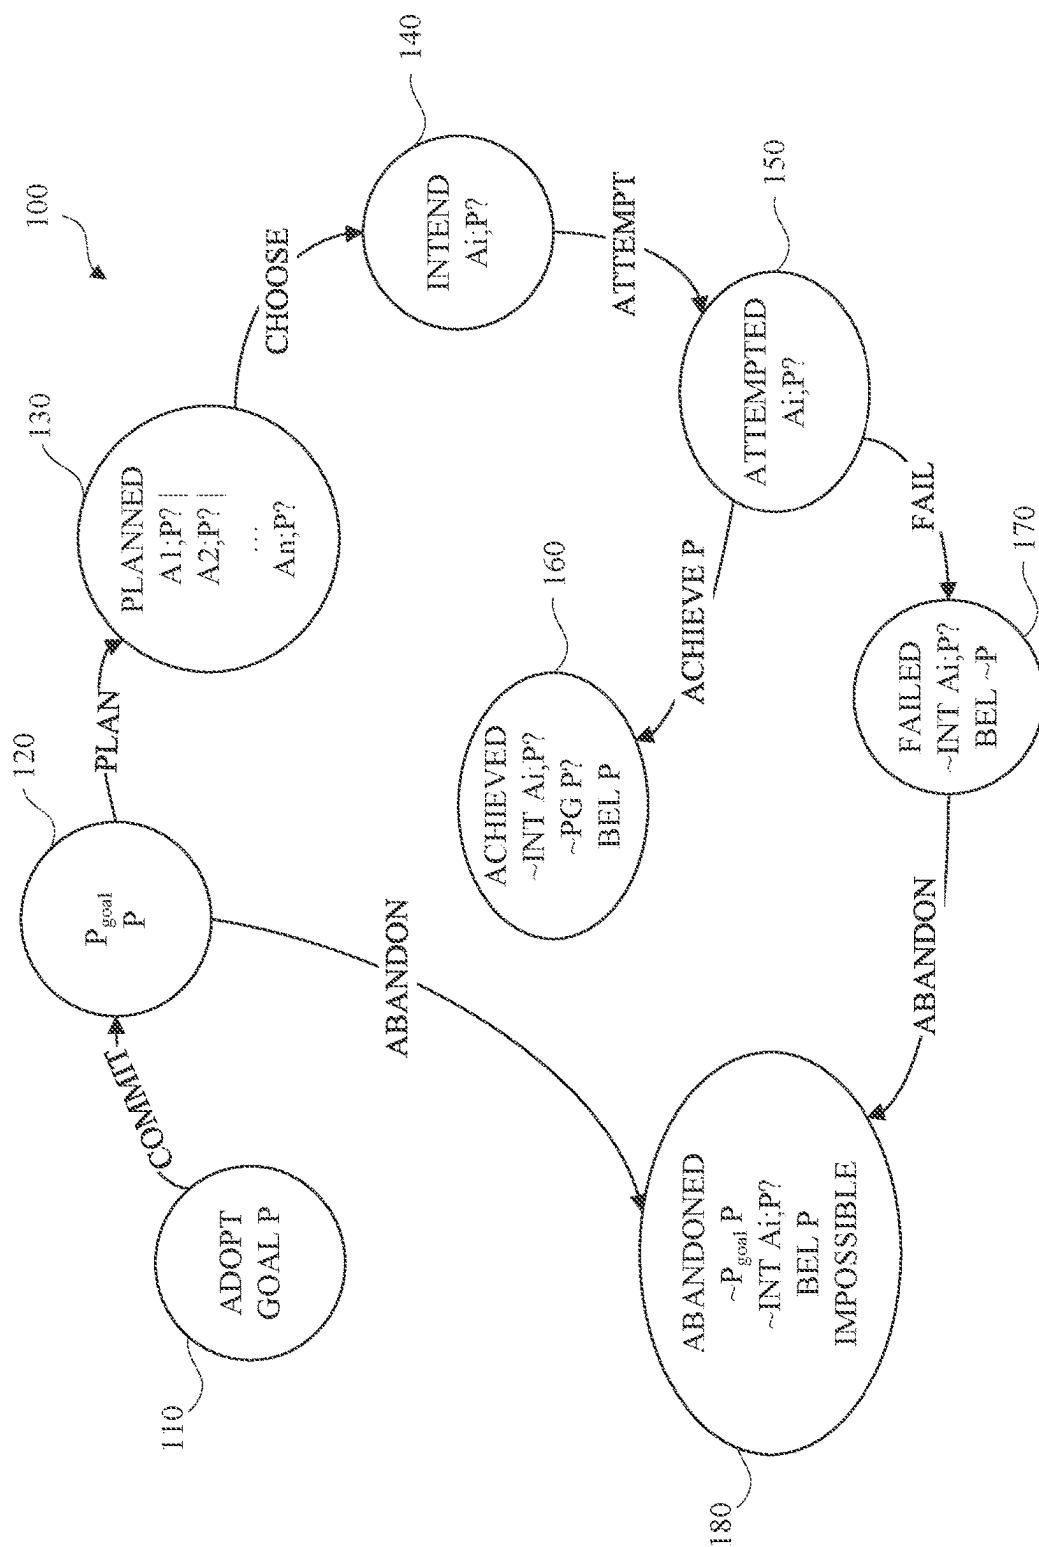 100
110
ADOPT
GOAL P
COMMIT
120
P goal
P
PLAN
130
PLANNED
A1;P? |
A2;P? |
...
An;P?
CHOOSE
140
INTEND
Ai;P?
ATTEMPT
150
ATTEMPTED
Ai;P?
ACHIEVE P
160
ACHIEVED
~INT Ai;P?
~PG P?
BEL P
FAIL
170
FAILED
~INT Ai;P?
BEL ~P
ABANDON
ABANDON
180
ABANDONED
~P goal P
~INT Ai;P?
BEL P
IMPOSSIBLE